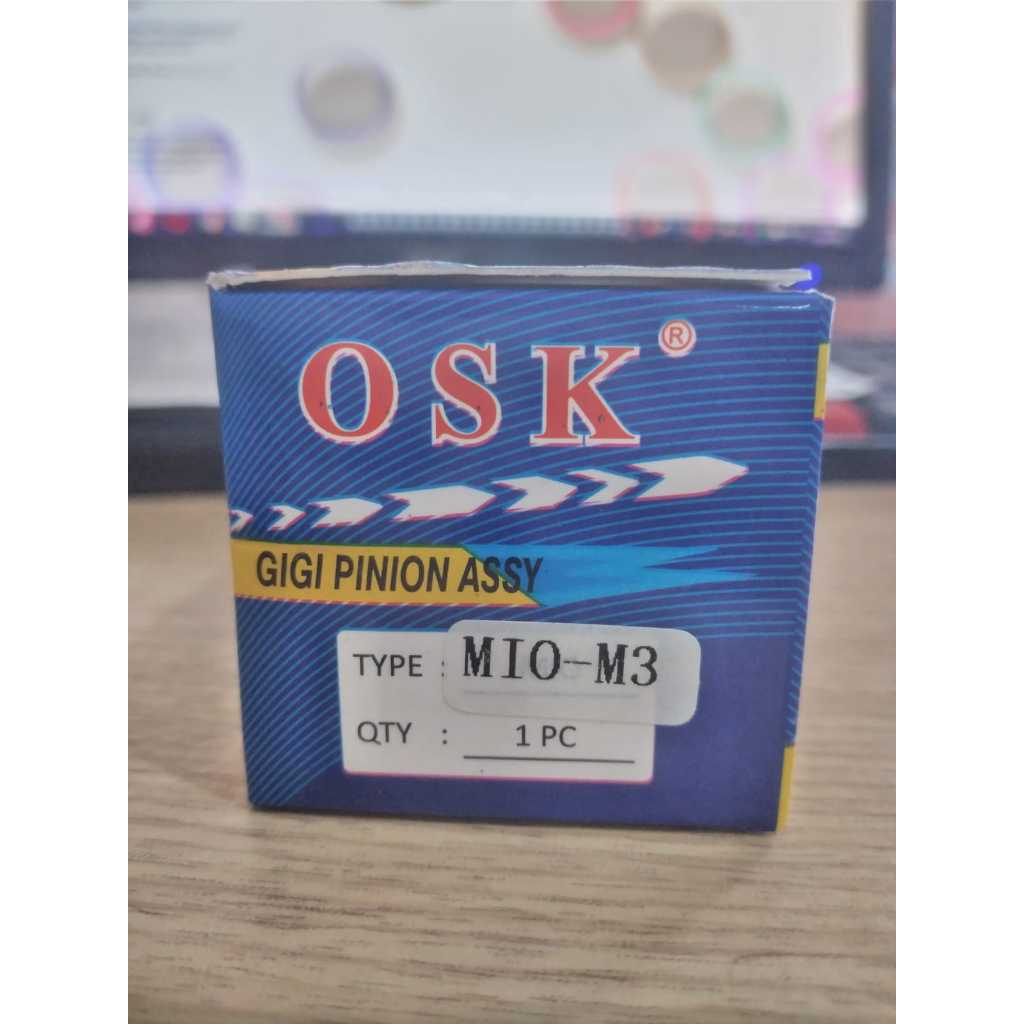 OSK®
GIGI PINION ASSY
TYPE : MIO-M3
QTY : 1 PC